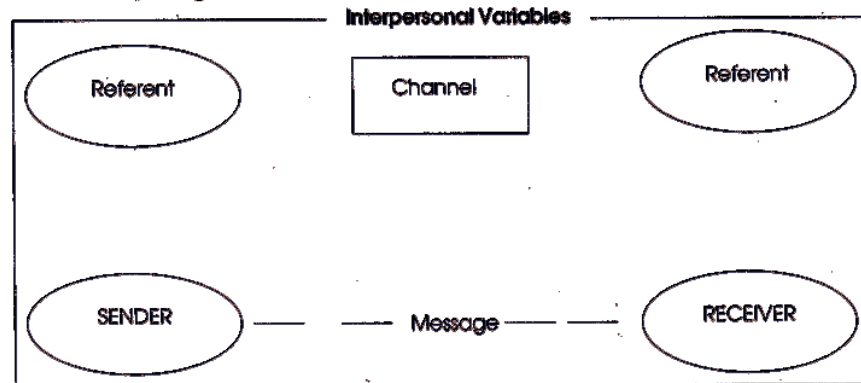 Interpersonal Variables
Referent Channel Referent
SENDER Message RECEIVER